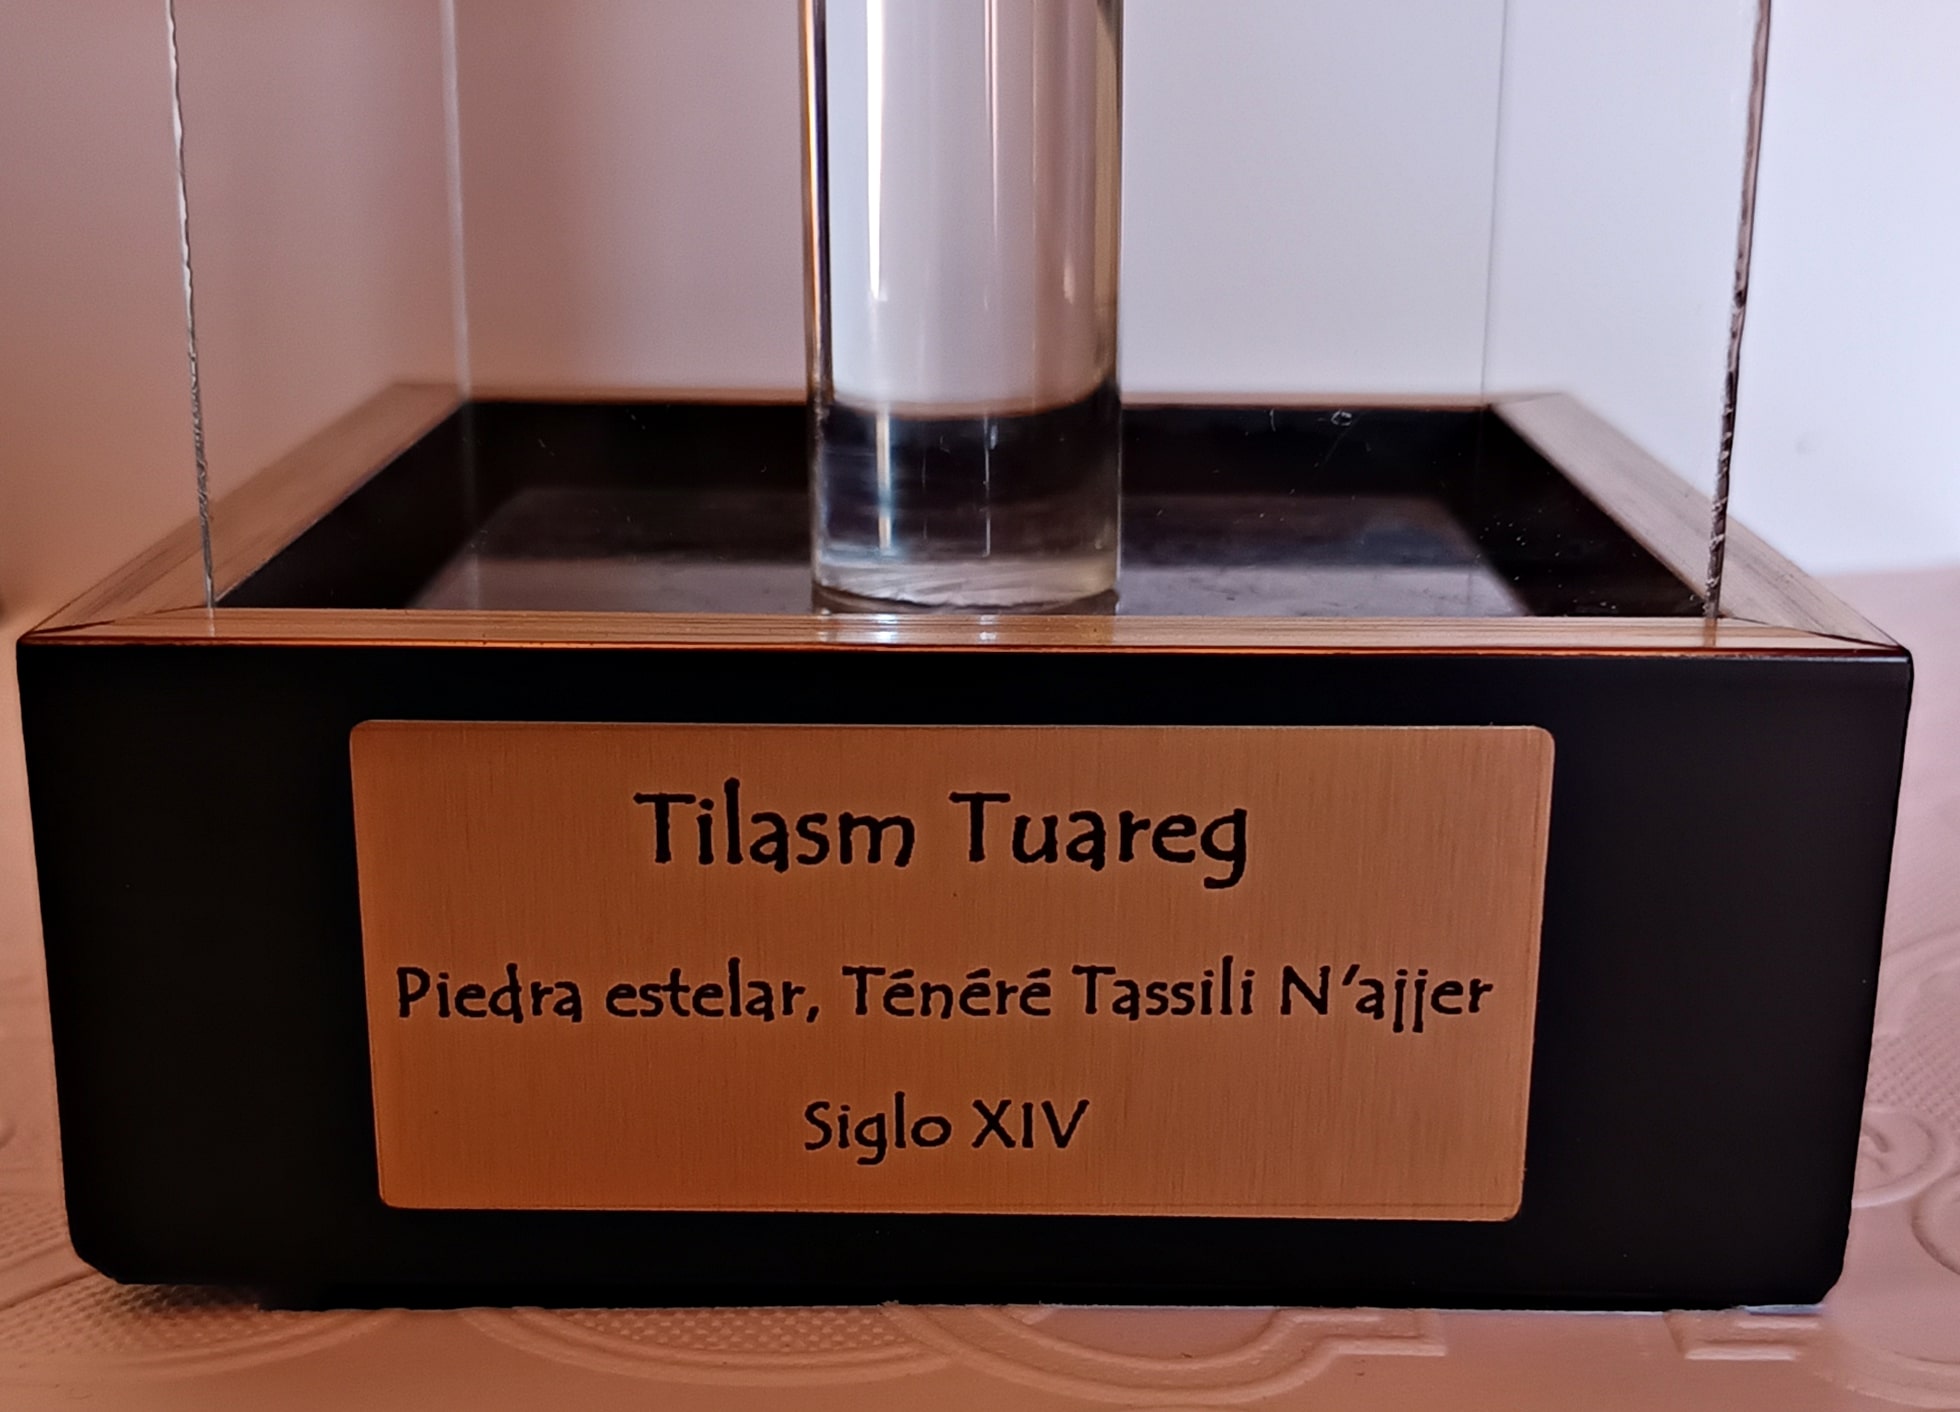 Tilasm Tuareg
Piedra estelar, Ténéré Tassili N'ajjer
Siglo XIV